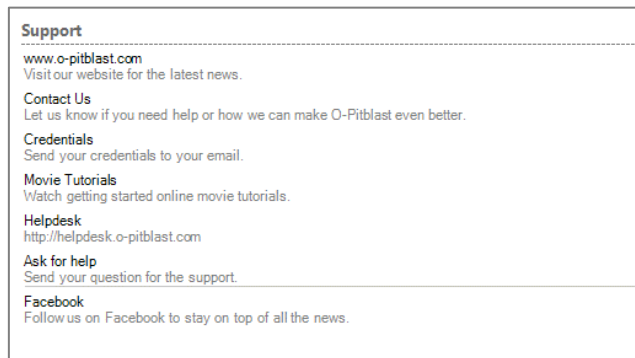 Support
www.o-pitblast.com
Visit our website for the latest news.
Contact Us
Let us know if you need help or how we can make O-Pitblast even better.
Credentials
Send your credentials to your email.
Movie Tutorials
Watch getting started online movie tutorials.
Helpdesk
http://helpdesk.o-pitblast.com
Ask for help
Send your question for the support.
Facebook
Follow us on Facebook to stay on top of all the news.